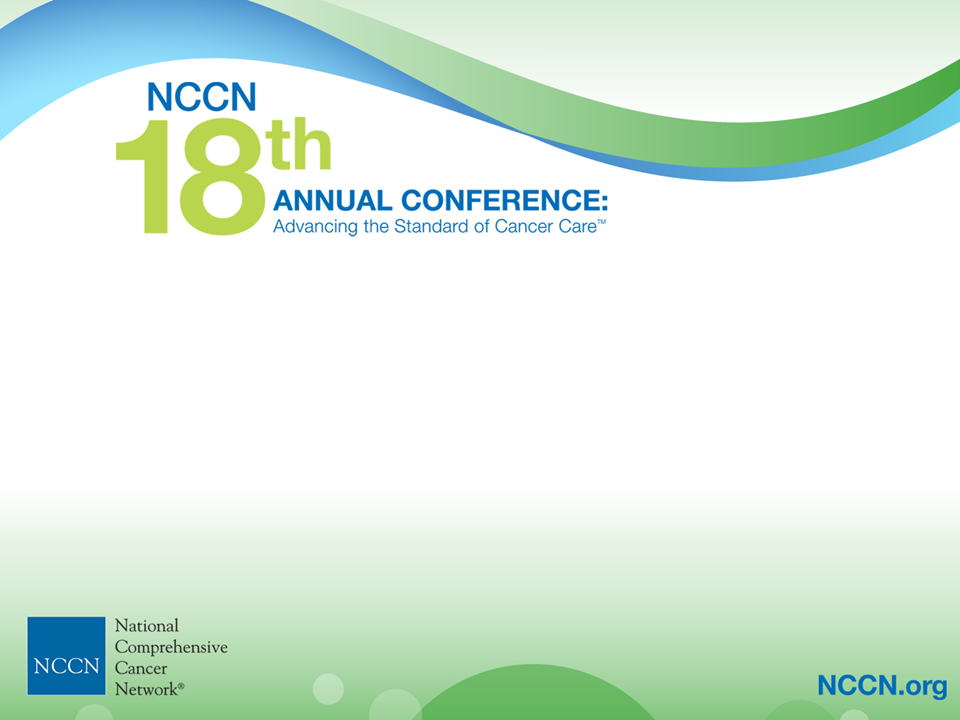 NCCN
18th
ANNUAL CONFERENCE:
Advancing the Standard of Cancer Care™
NCCN
National
Comprehensive
Cancer
Network®
NCCN.org